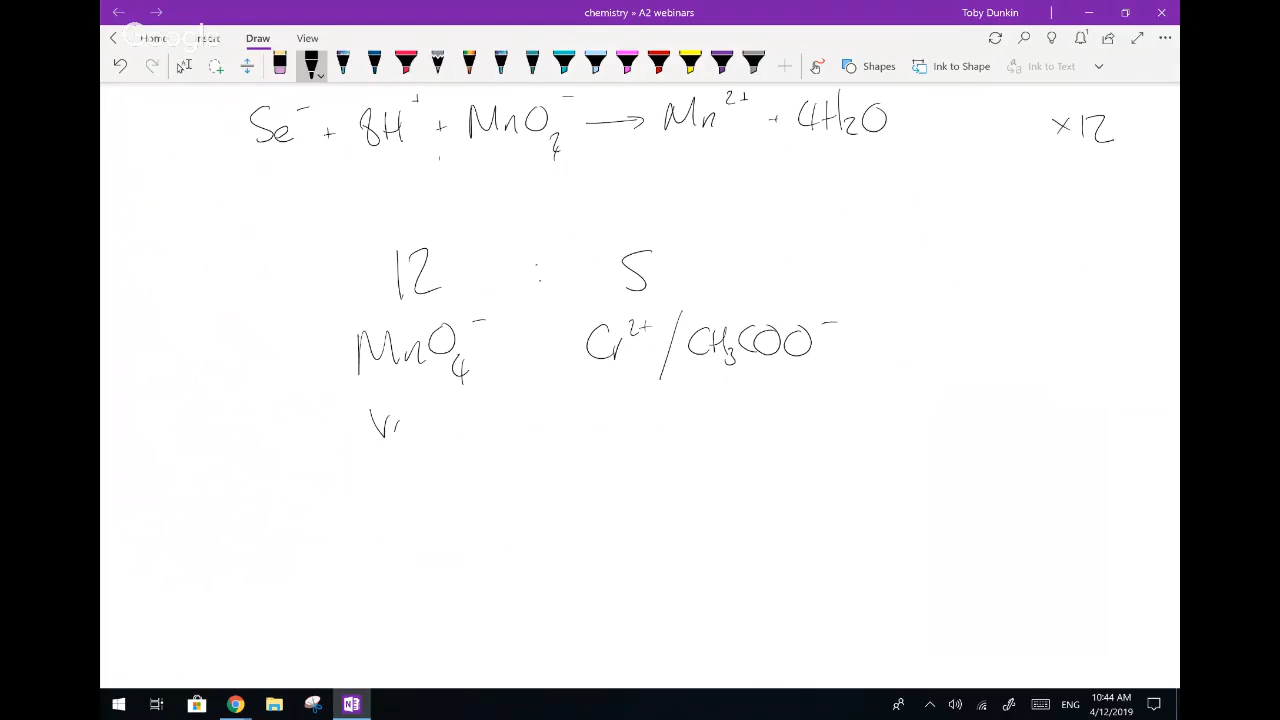 chemistry » A2 webinars
Toby Dunkin
Google
Home Insert Draw View
Shapes Ink to Shape Ink to Text
5e⁻ + 8H⁺ + MnO₄⁻ → Mn²⁺ + 4H₂O ×12
12 : 5
MnO₄⁻ Cr²⁺/CH₃COO⁻
ENG
10:44 AM
4/12/2019